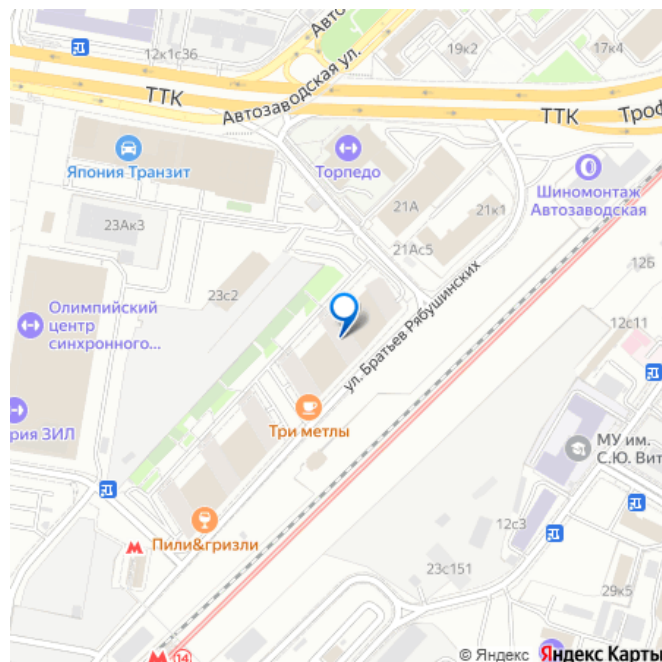 12к1с36
Авто
19к2
17к4
Автозаводская ул.
ТТК
ТТК
Троф
Япония Транзит
Торпедо
Шиномонтаж
Автозаводская
21А
21к1
23Ак3
21Ас5
12Б
23с2
Олимпийский
центр
синхронного...
ул. Братьев Рябушинских
12с11
рия ЗИЛ
Три метлы
МУ им.
С.Ю. Вит
Пили&гризли
12с3
23с151
29к5
14
© Яндекс Яндекс Карты